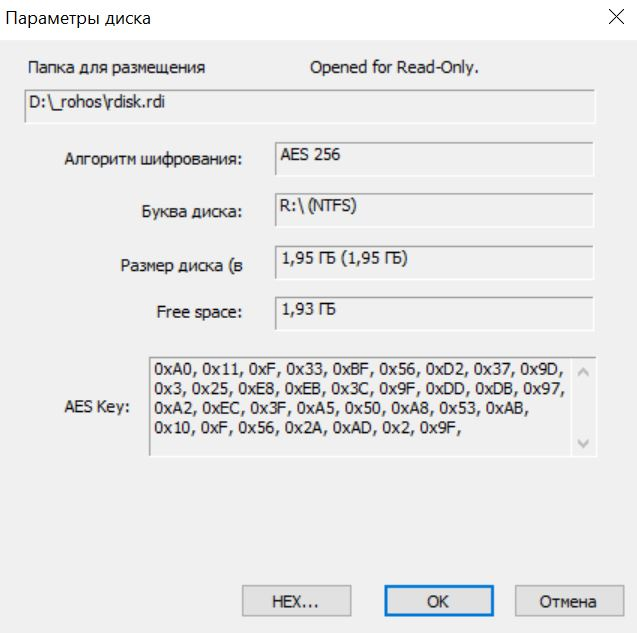 Параметры диска
Папка для размещения Opened for Read-Only.
D:\_rohos\rdisk.rdi
Алгоритм шифрования: AES 256
Буква диска: R:\ (NTFS)
Размер диска (в 1,95 ГБ (1,95 ГБ)
Free space: 1,93 ГБ
AES Key:
0xA0, 0x11, 0xF, 0x33, 0xBF, 0x56, 0xD2, 0x37, 0x9D,
0x3, 0x25, 0xE8, 0xEB, 0x3C, 0x9F, 0xDD, 0xDB, 0x97,
0xA2, 0xEC, 0x3F, 0xA5, 0x50, 0xA8, 0x53, 0xAB,
0x10, 0xF, 0x56, 0x2A, 0xAD, 0x2, 0x9F,
HEX... OK Отмена